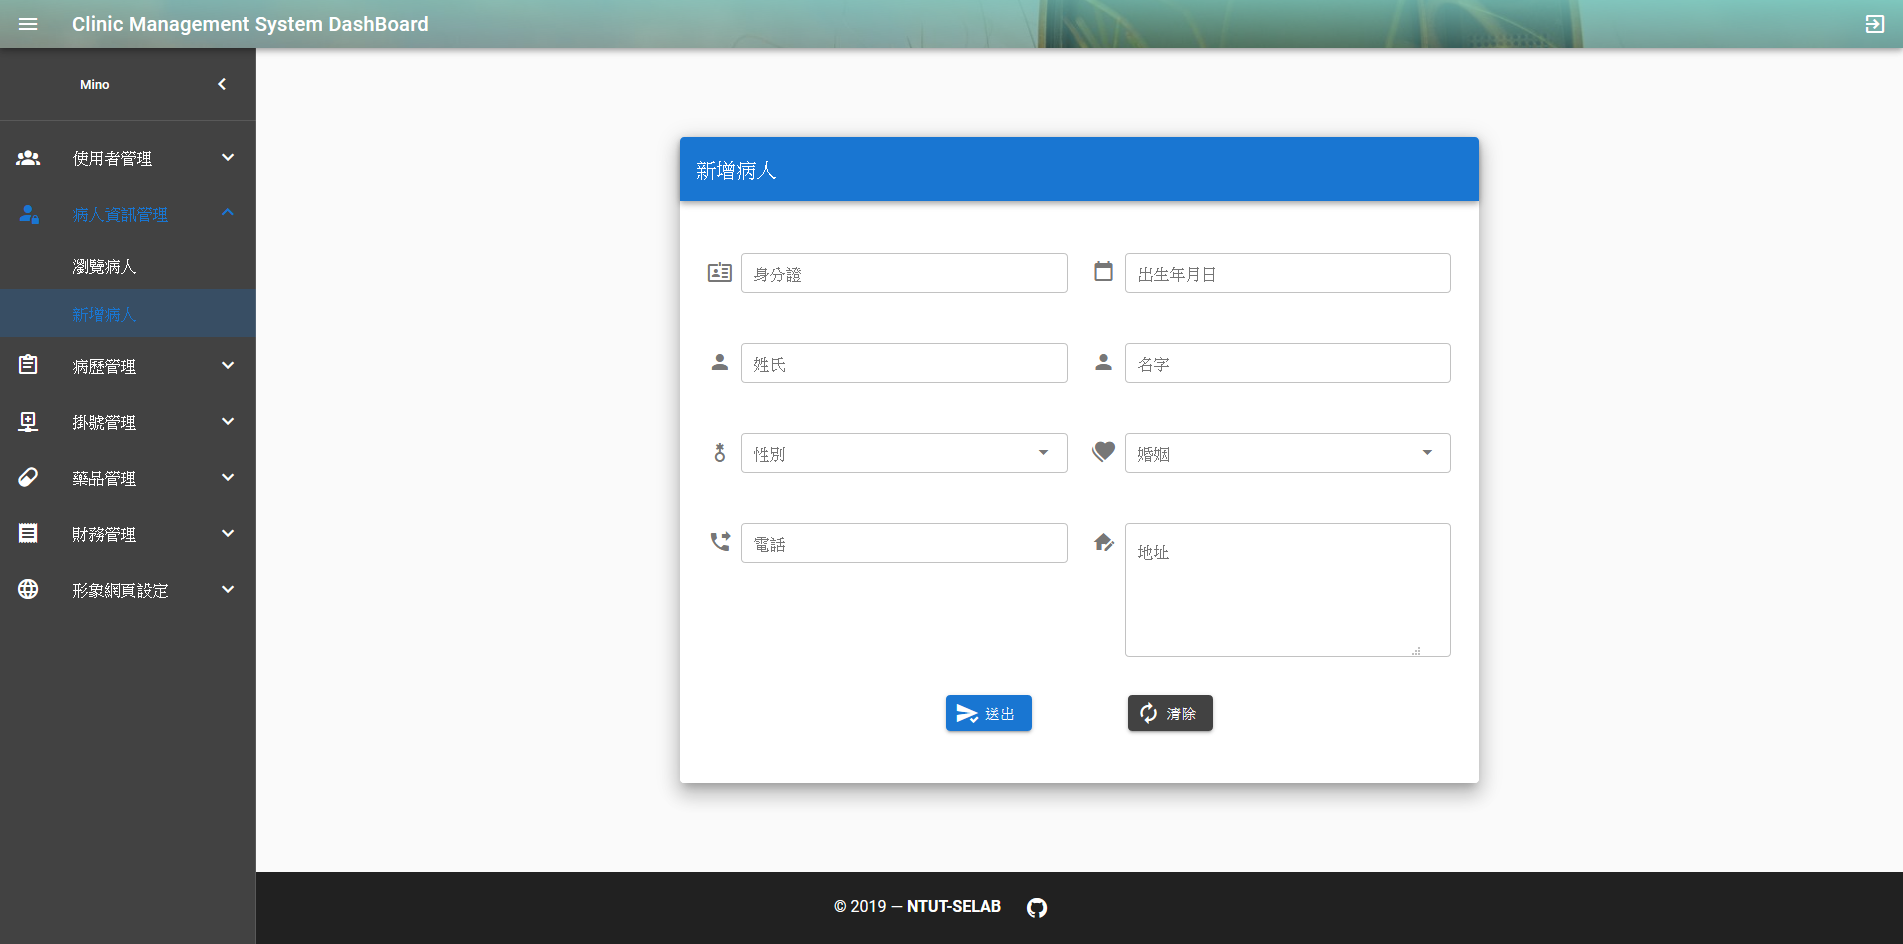 Clinic Management System DashBoard
Mino
使用者管理
病人資訊管理
瀏覽病人
新增病人
病歷管理
掛號管理
藥品管理
財務管理
形象網頁設定
新增病人
身分證
出生年月日
姓氏
名字
性別
婚姻
電話
地址
送出
清除
© 2019 — NTUT-SELAB